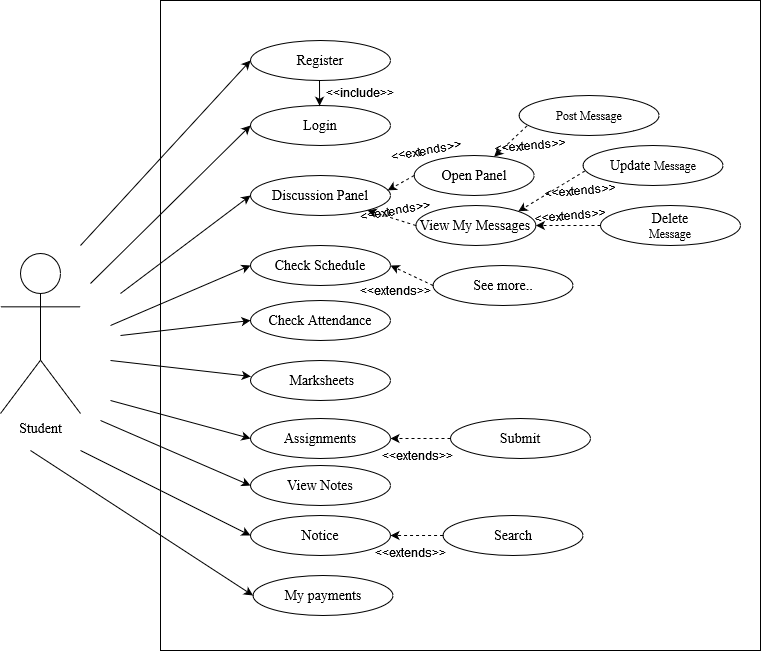 Register
<<include>>
Login
Post Message
<<extends>>
<<extends>>
Open Panel
Update Message
Discussion Panel
<<extends>>
<<extends>>
View My Messages
<<extends>>
Delete
Message
Check Schedule
<<extends>>
See more..
Check Attendance
Marksheets
Student
Assignments
<<extends>>
Submit
View Notes
Notice
<<extends>>
Search
My payments